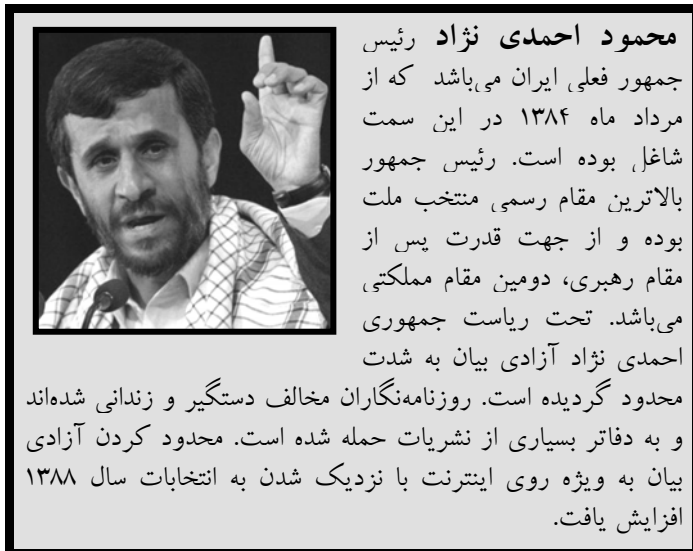 محمود احمدی نژاد رئیس
جمهور فعلی ایران می‌باشد که از
مرداد ماه ۱۳۸۴ در این سمت
شاغل بوده است. رئیس جمهور
بالاترین مقام رسمی منتخب ملت
بوده و از جهت قدرت پس از
مقام رهبری، دومین مقام مملکتی
می‌باشد. تحت ریاست جمهوری
احمدی نژاد آزادی بیان به شدت
محدود گردیده است. روزنامه‌نگاران مخالف دستگیر و زندانی شده‌اند
و به دفاتر بسیاری از نشریات حمله شده است. محدود کردن آزادی
بیان به ویژه روی اینترنت با نزدیک شدن به انتخابات سال ۱۳۸۸
افزایش یافت.